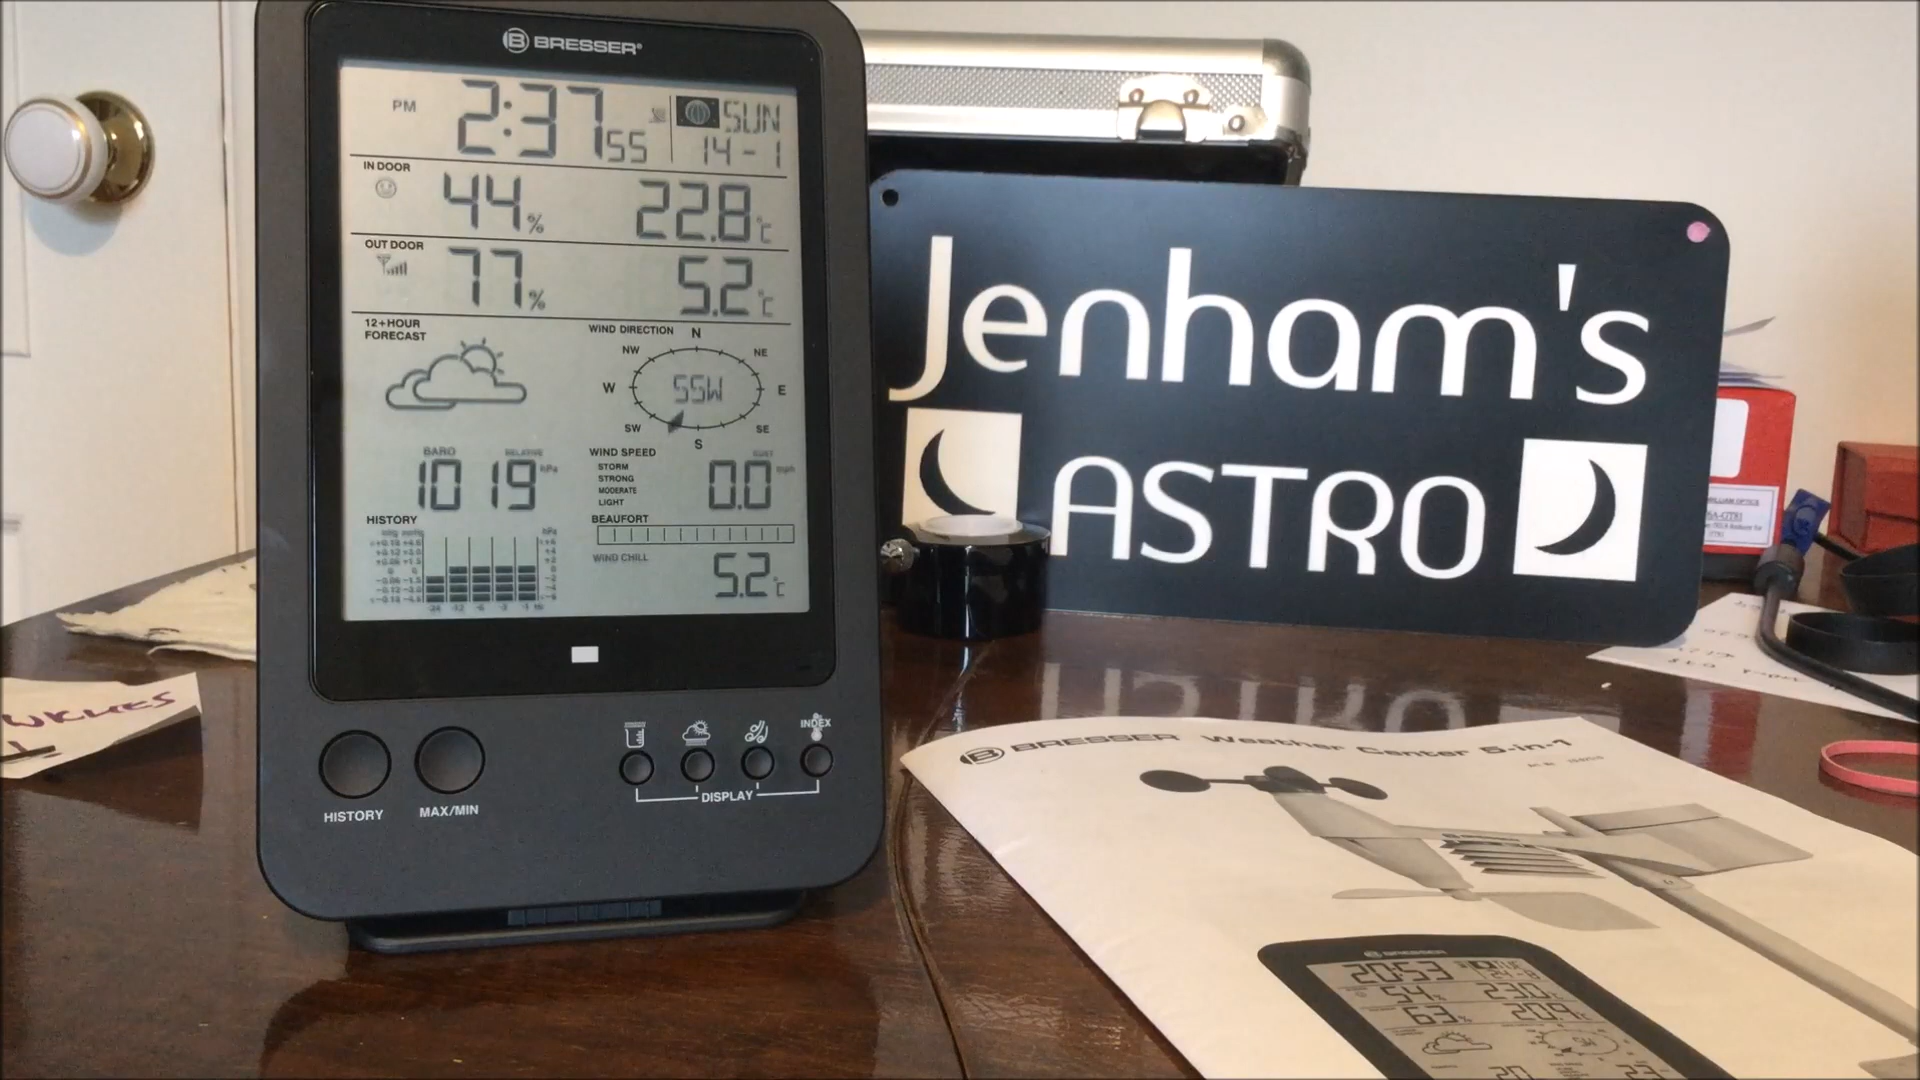 BRESSER
PM 2:37 55 SUN
14-1
IN DOOR
44% 22.8°C
OUT DOOR
77% 5.2°C
12+HOUR
FORECAST
WIND DIRECTION
N
NW NE
W SSW E
SW SE
S
BARO RELATIVE
1019 hPa
WIND SPEED
STORM
STRONG
MODERATE
LIGHT
GUST
0.0 mph
BEAUFORT
WIND CHILL
5.2°C
HISTORY
INDEX
DISPLAY
HISTORY MAX/MIN
Jenham's
ASTRO
WILLIAM OPTICS
BRESSER Weather Center 5-in-1
BRESSER
20:53
54% 23.0°C
63% 20.9°C